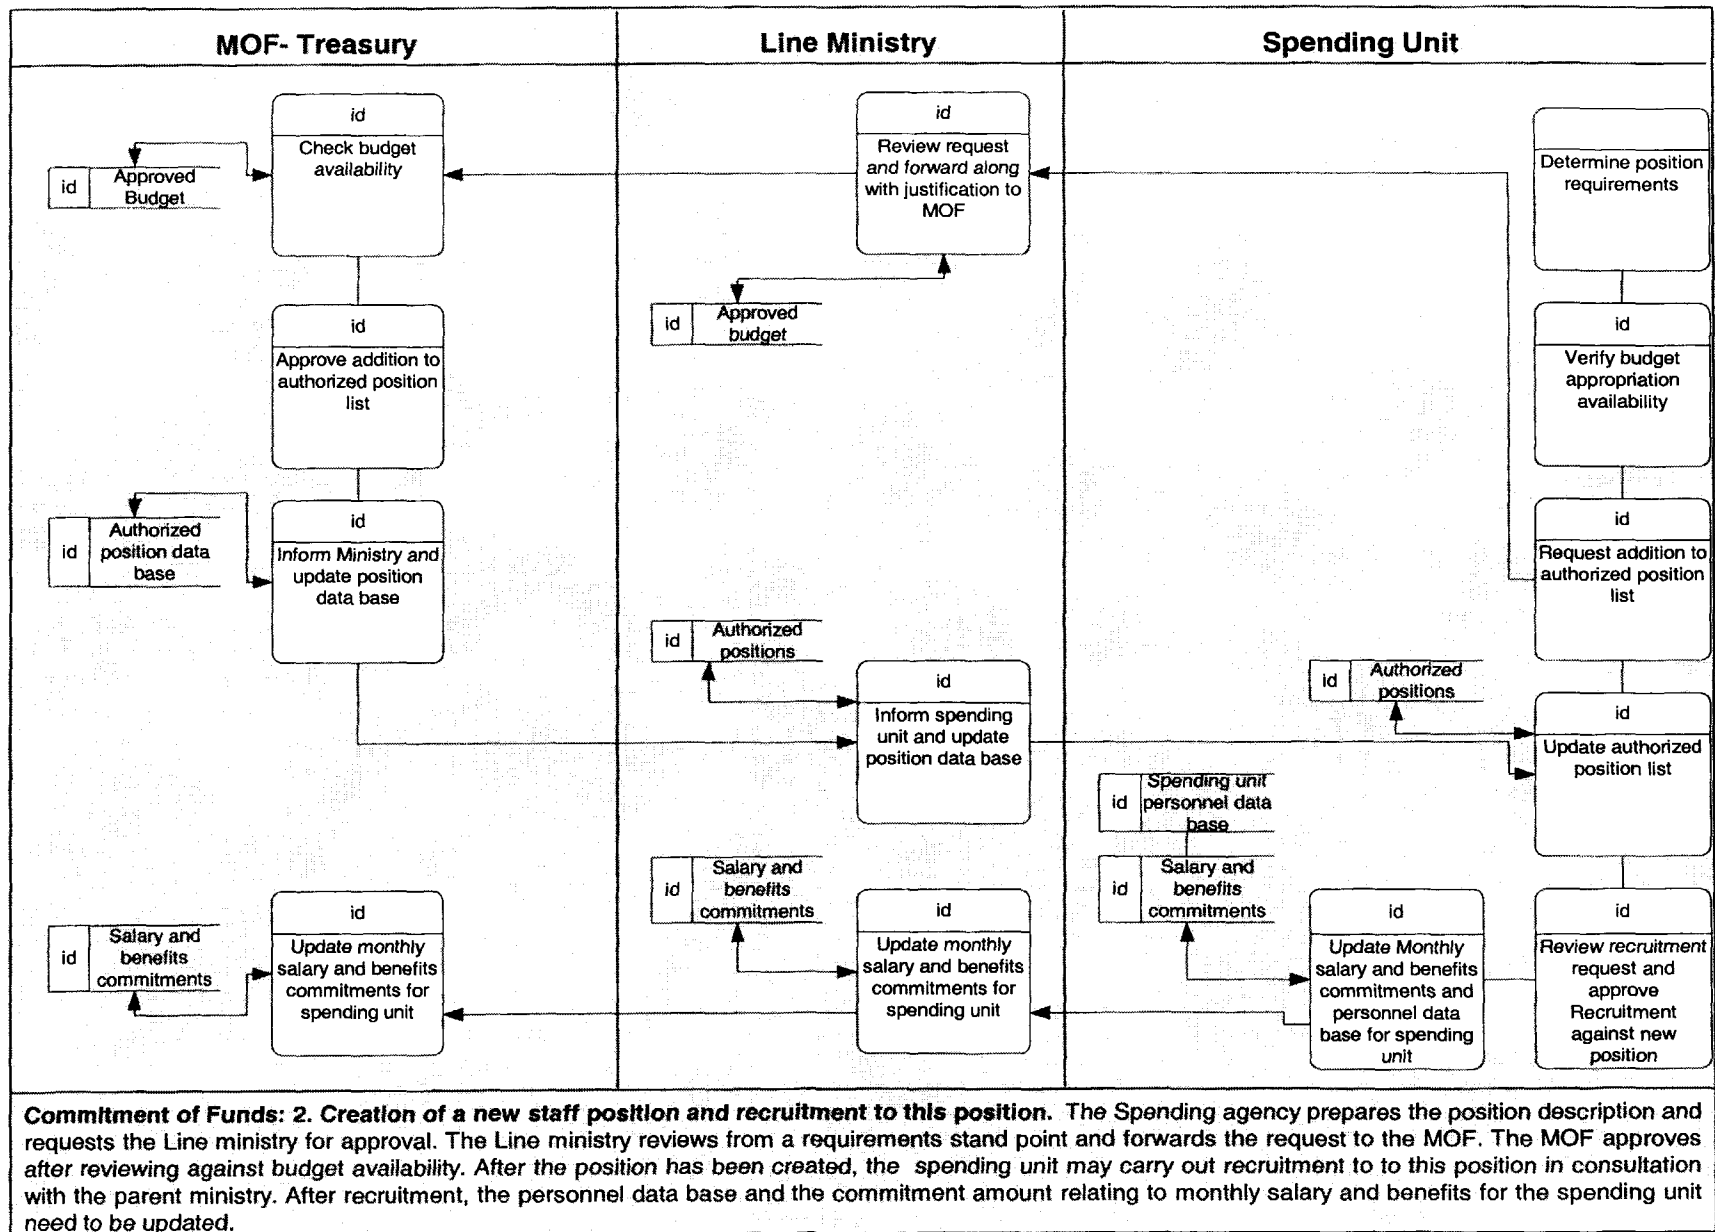 MOF- Treasury
Line Ministry
Spending Unit
id
Check budget
availability
id
Approved
Budget
id
Approve addition to
authorized position
list
id
Authorized
position data
base
id
Inform Ministry and
update position
data base
id
Salary and
benefits
commitments
id
Update monthly
salary and benefits
commitments for
spending unit
id
Review request
and forward along
with justification to
MOF
id
Approved
budget
id
Authorized
positions
id
Inform spending
unit and update
position data base
id
Salary and
benefits
commitments
id
Update monthly
salary and benefits
commitments for
spending unit
Determine position
requirements
id
Verify budget
appropriation
availability
id
Request addition to
authorized position
list
id
Authorized
positions
id
Update authorized
position list
id
Spending unit
personnel data
base
id
Salary and
benefits
commitments
id
Update Monthly
salary and benefits
commitments and
personnel data
base for spending
unit
id
Review recruitment
request and
approve
Recruitment
against new
position
Commitment of Funds: 2. Creation of a new staff position and recruitment to this position. The Spending agency prepares the position description and
requests the Line ministry for approval. The Line ministry reviews from a requirements stand point and forwards the request to the MOF. The MOF approves
after reviewing against budget availability. After the position has been created, the spending unit may carry out recruitment to to this position in consultation
with the parent ministry. After recruitment, the personnel data base and the commitment amount relating to monthly salary and benefits for the spending unit
need to be updated.